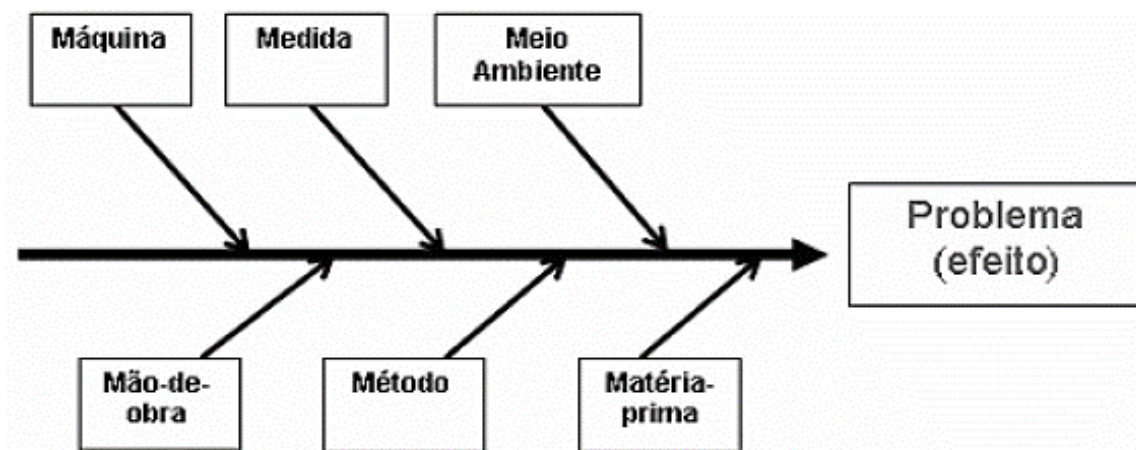 Máquina
Medida
Meio
Ambiente
Problema
(efeito)
Mão-de-
obra
Método
Matéria-
prima